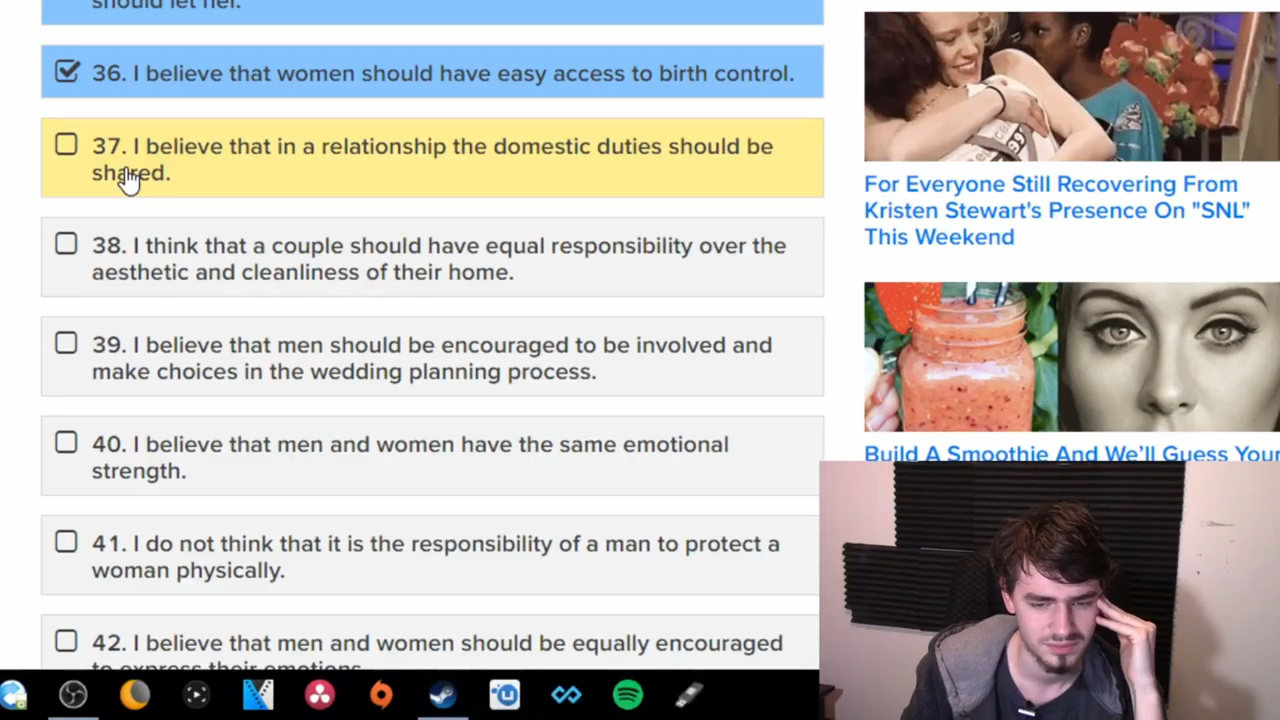 should let her.
36. I believe that women should have easy access to birth control.
37. I believe that in a relationship the domestic duties should be
shared.
38. I think that a couple should have equal responsibility over the
aesthetic and cleanliness of their home.
39. I believe that men should be encouraged to be involved and
make choices in the wedding planning process.
40. I believe that men and women have the same emotional
strength.
41. I do not think that it is the responsibility of a man to protect a
woman physically.
42. I believe that men and women should be equally encouraged
to express their emotions.
For Everyone Still Recovering From
Kristen Stewart's Presence On "SNL"
This Weekend
Build A Smoothie And We'll Guess Your